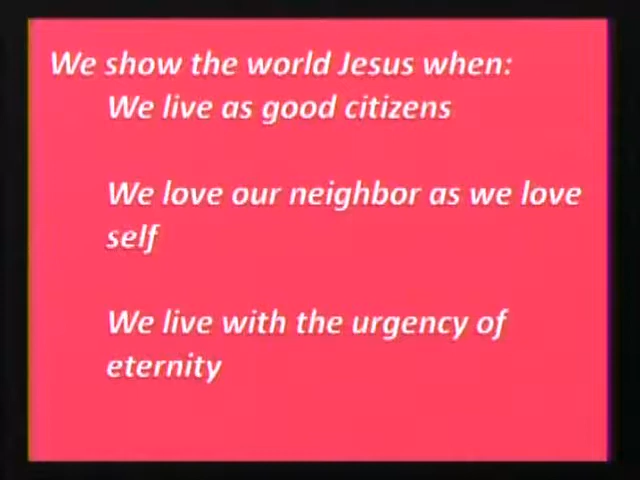 We show the world Jesus when:
We live as good citizens
We love our neighbor as we love
self
We live with the urgency of
eternity